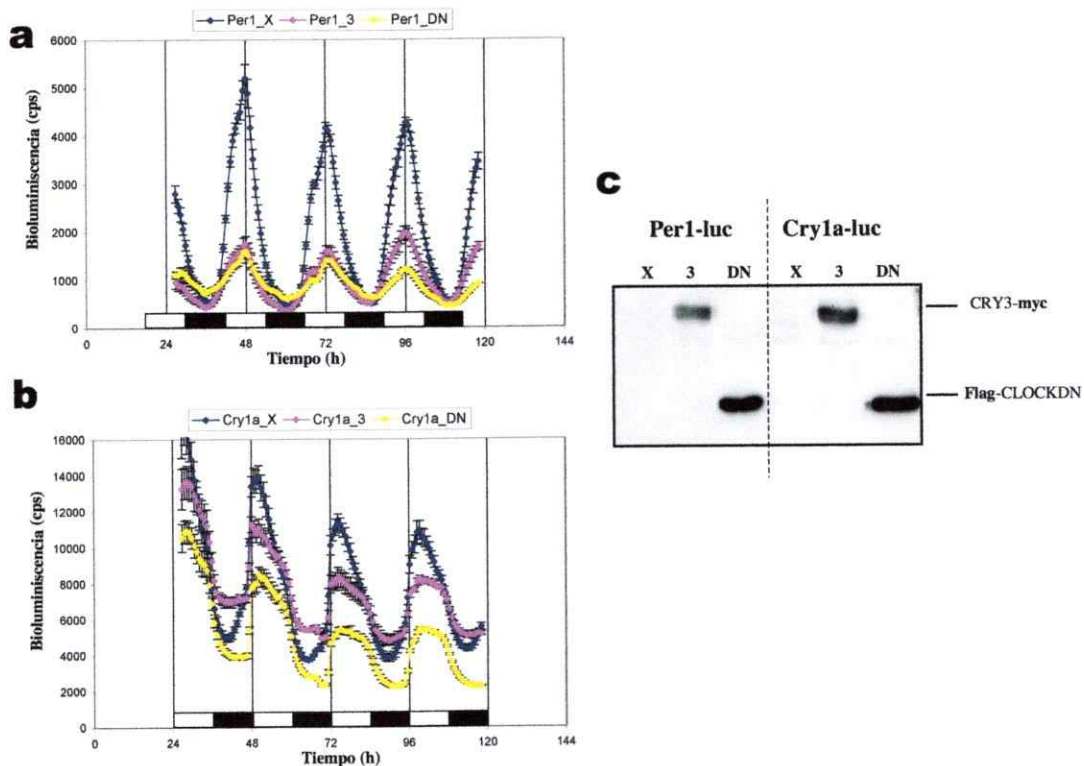 a
Per1_X Per1_3 Per1_DN
Bioluminiscencia (cps)
6000
5000
4000
3000
2000
1000
0
0 24 48 72 96 120 144
Tiempo (h)
b
Cry1a_X Cry1a_3 Cry1a_DN
Bioluminiscencia (cps)
16000
14000
12000
10000
8000
6000
4000
2000
0
0 24 48 72 96 120 144
Tiempo (h)
c
Per1-luc Cry1a-luc
X 3 DN X 3 DN
CRY3-myc
Flag-CLOCKDN